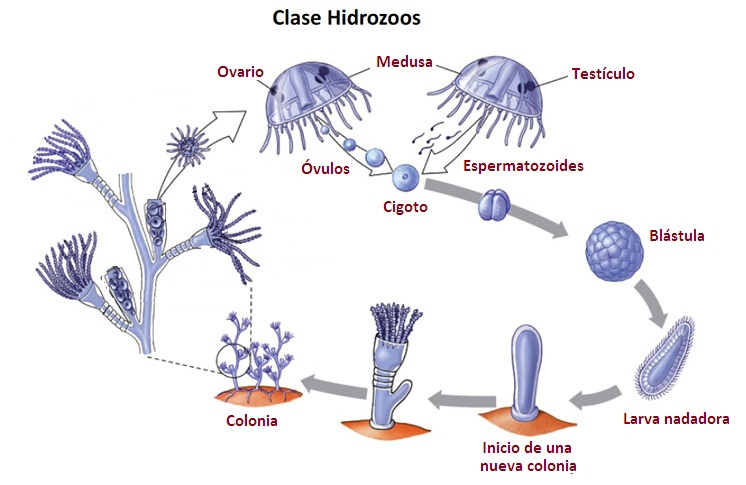 Clase Hidrozoos
Ovario
Medusa
Testículo
Óvulos
Espermatozoides
Cigoto
Blástula
Larva nadadora
Inicio de una
nueva colonia
Colonia